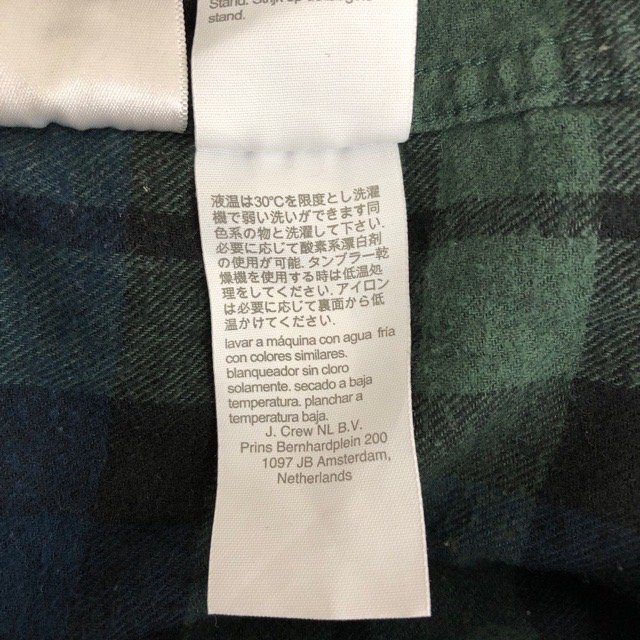 stand.
液温は30°Cを限度とし洗濯
機で弱い洗いができます同
色系の物と洗濯して下さい.
必要に応じて酸素系漂白剤
の使用が可能. タンブラー乾
燥機を使用する時は低温処
理をしてください. アイロン
は必要に応じて裏面から低
温かけてください.
lavar a máquina con agua fria
con colores similares.
blanqueador sin cloro
solamente. secado a baja
temperatura. planchar a
temperatura baja.
J. Crew NL B.V.
Prins Bernhardplein 200
1097 JB Amsterdam,
Netherlands